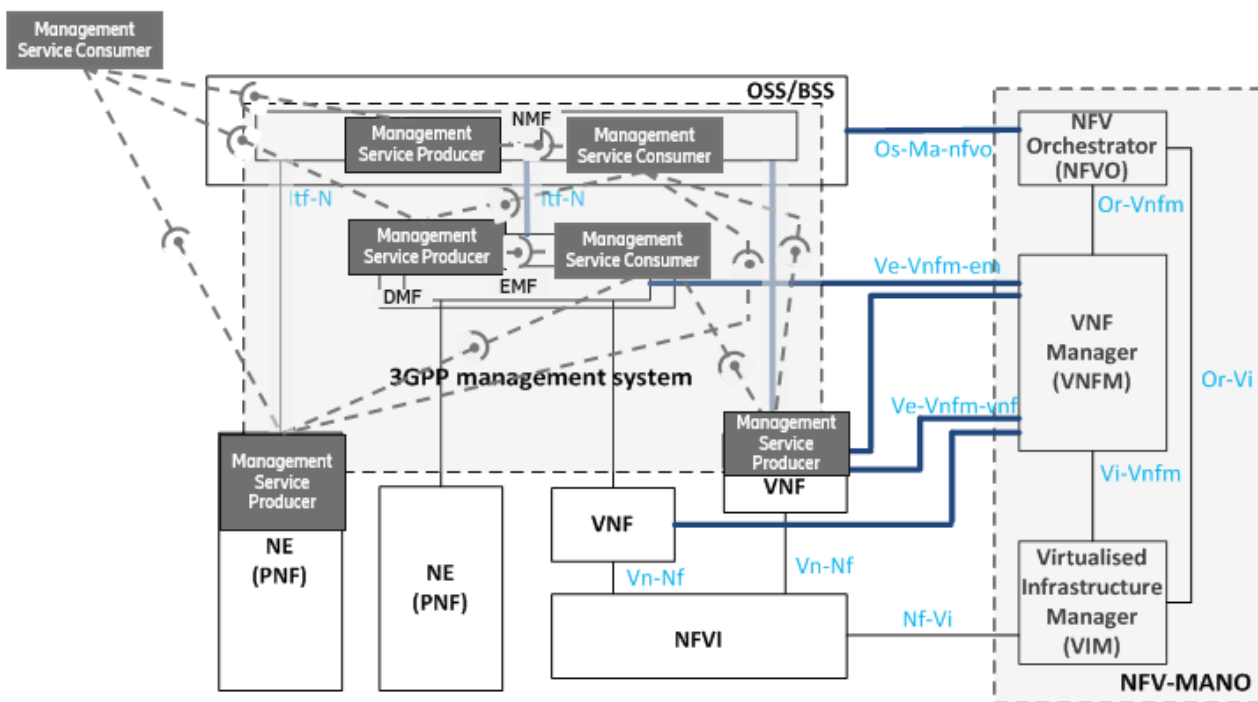 Management
Service Consumer
OSS/BSS
NMF
Management
Service Producer
Management
Service Consumer
Os-Ma-nfvo
NFV
Orchestrator
(NFVO)
Itf-N
Itf-N
Or-Vnfm
Management
Service Producer
Management
Service Consumer
DMF
EMF
Ve-Vnfm-em
VNF
Manager
(VNFM)
Or-Vi
3GPP management system
Ve-Vnfm-vnf
Management
Service
Producer
VNF
Management
Service
Producer
NE
(PNF)
NE
(PNF)
VNF
Vi-Vnfm
Vn-Nf
Vn-Nf
Virtualised
Infrastructure
Manager
(VIM)
NFVI
Nf-Vi
NFV-MANO